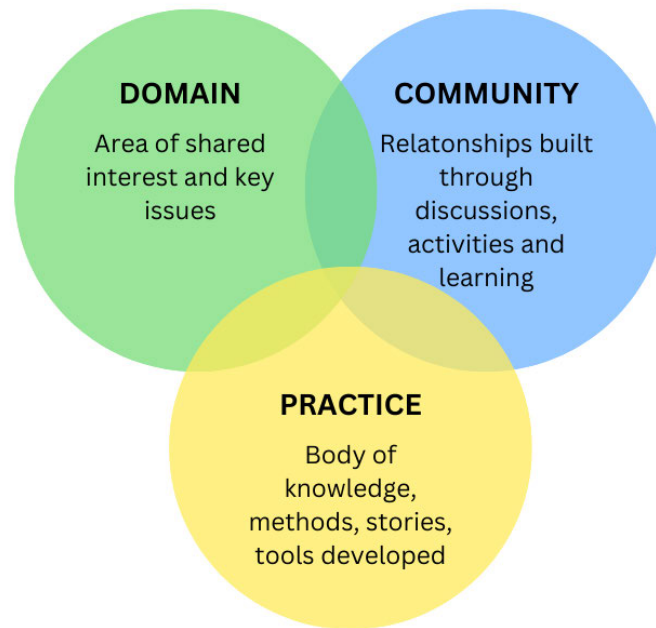 DOMAIN
Area of shared
interest and key
issues
COMMUNITY
Relatonships built
through
discussions,
activities and
learning
PRACTICE
Body of
knowledge,
methods, stories,
tools developed